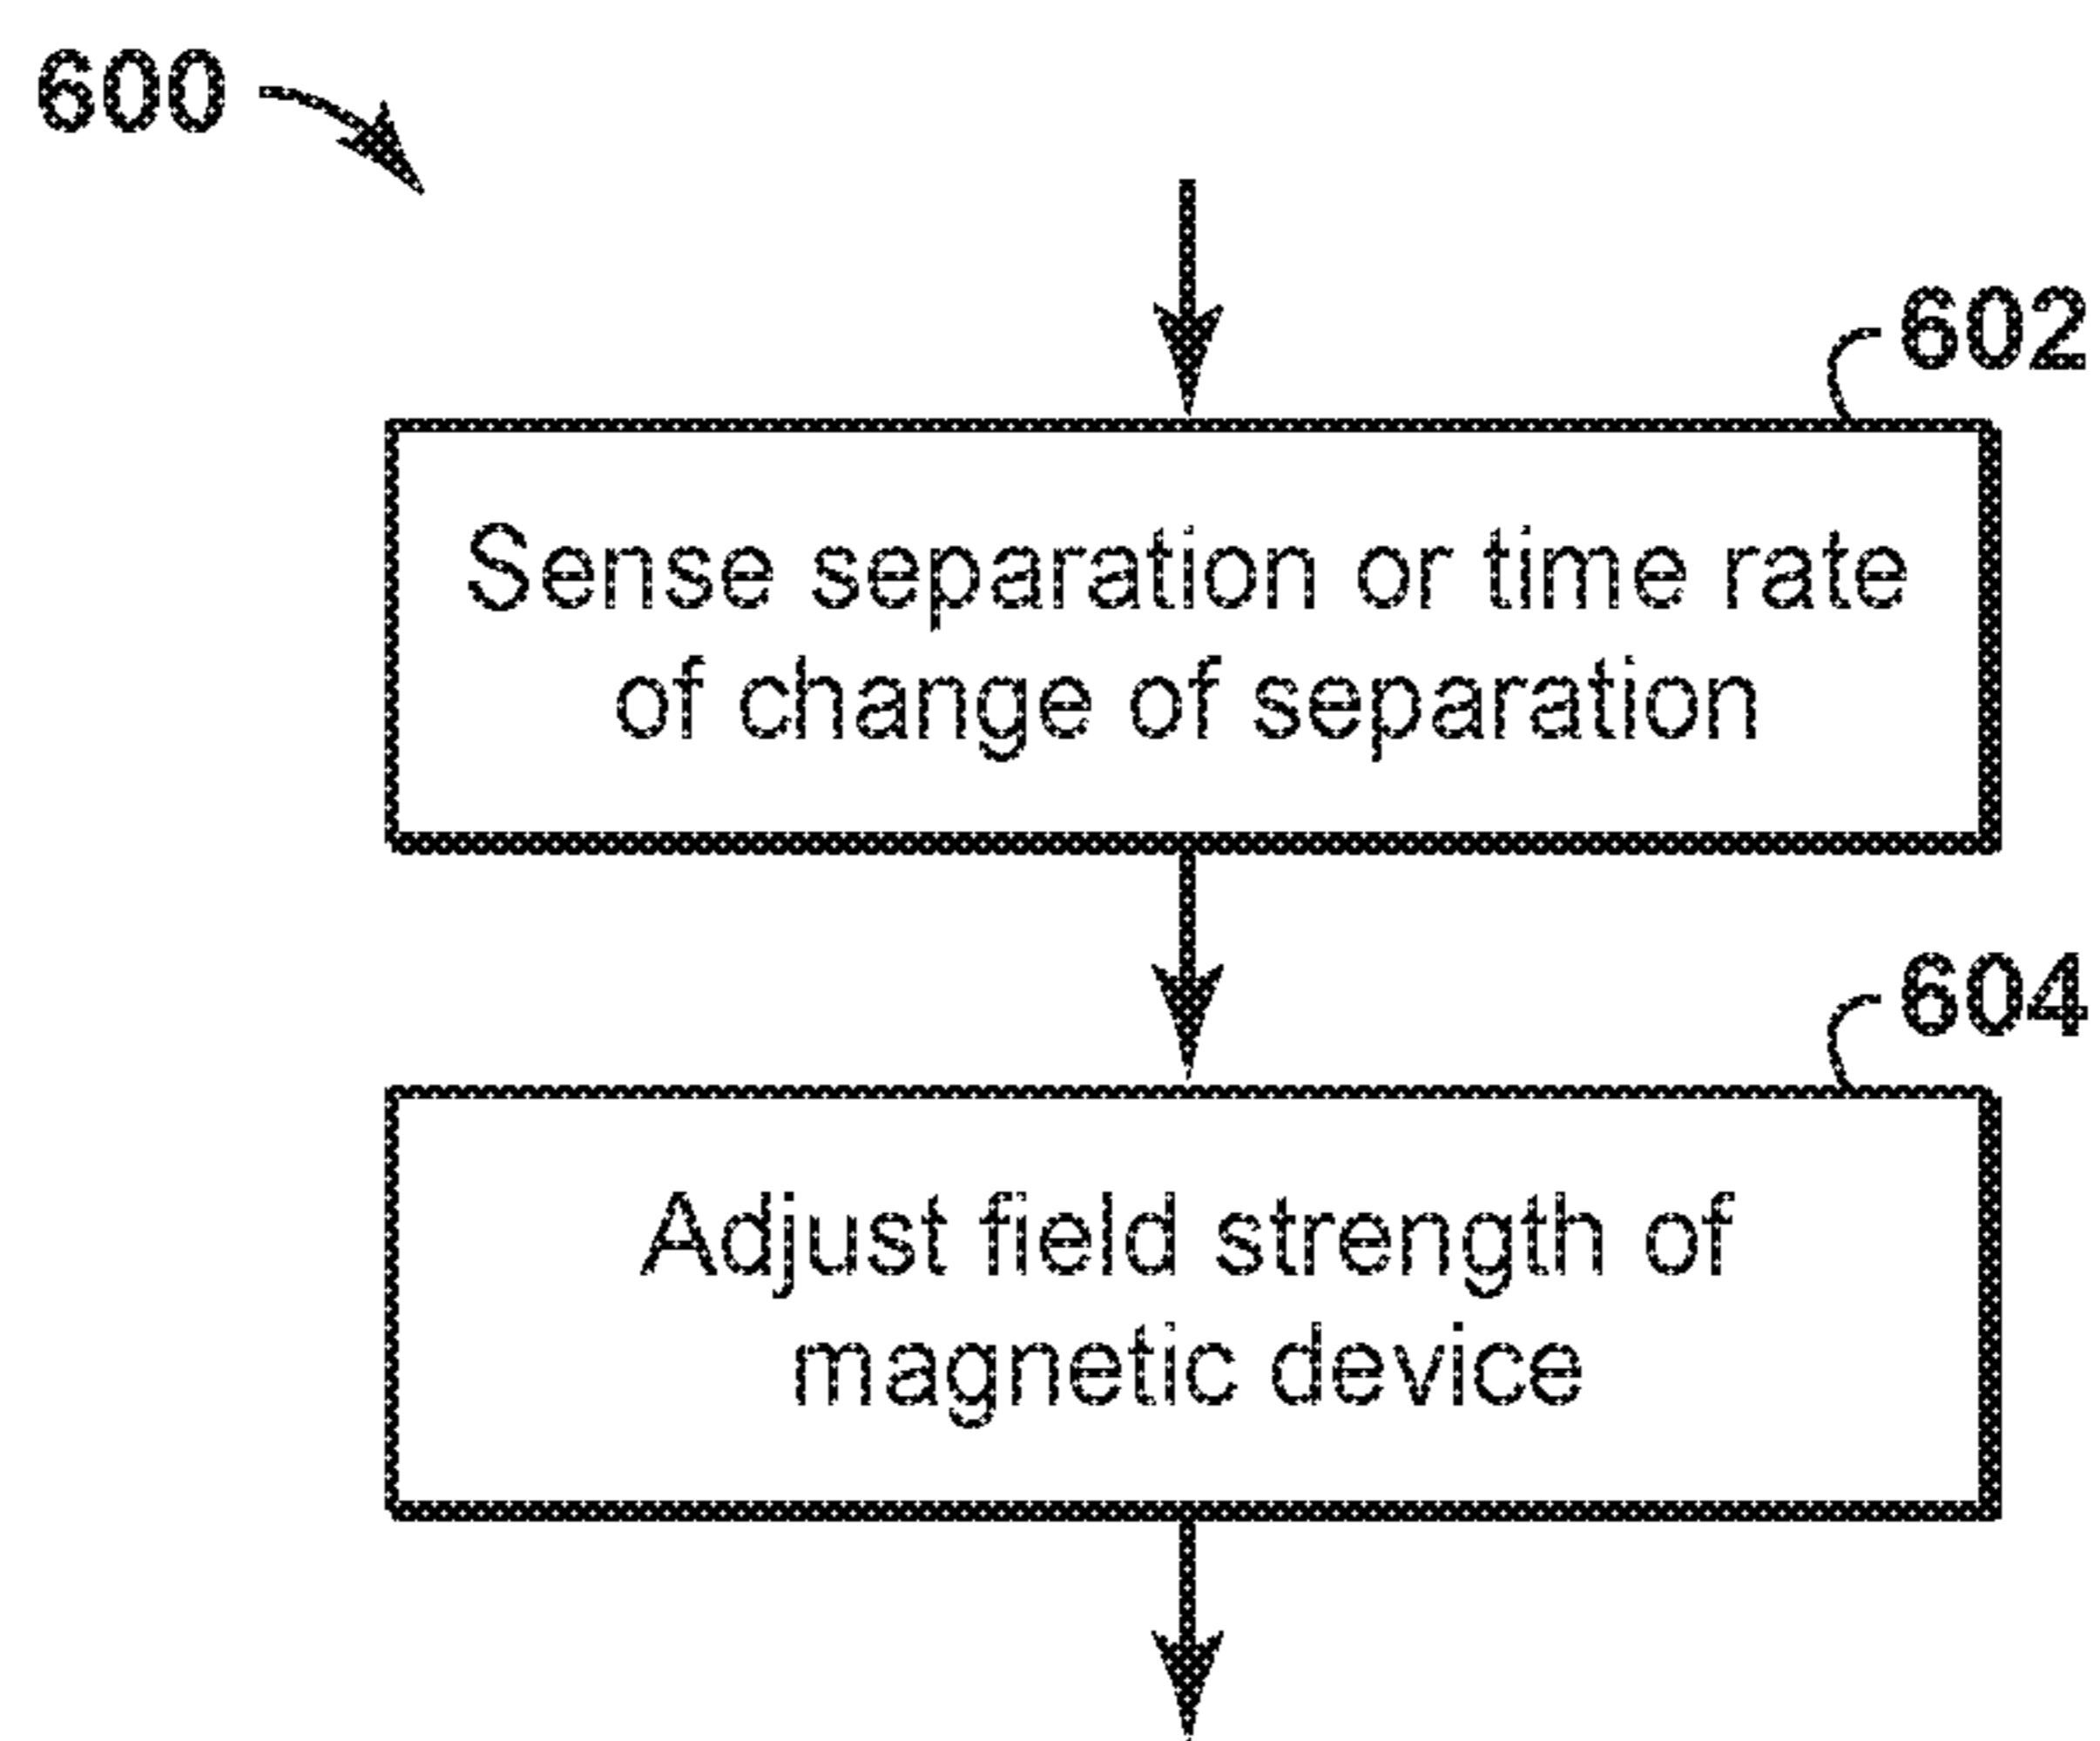 600
602
Sense separation or time rate
of change of separation
604
Adjust field strength of
magnetic device